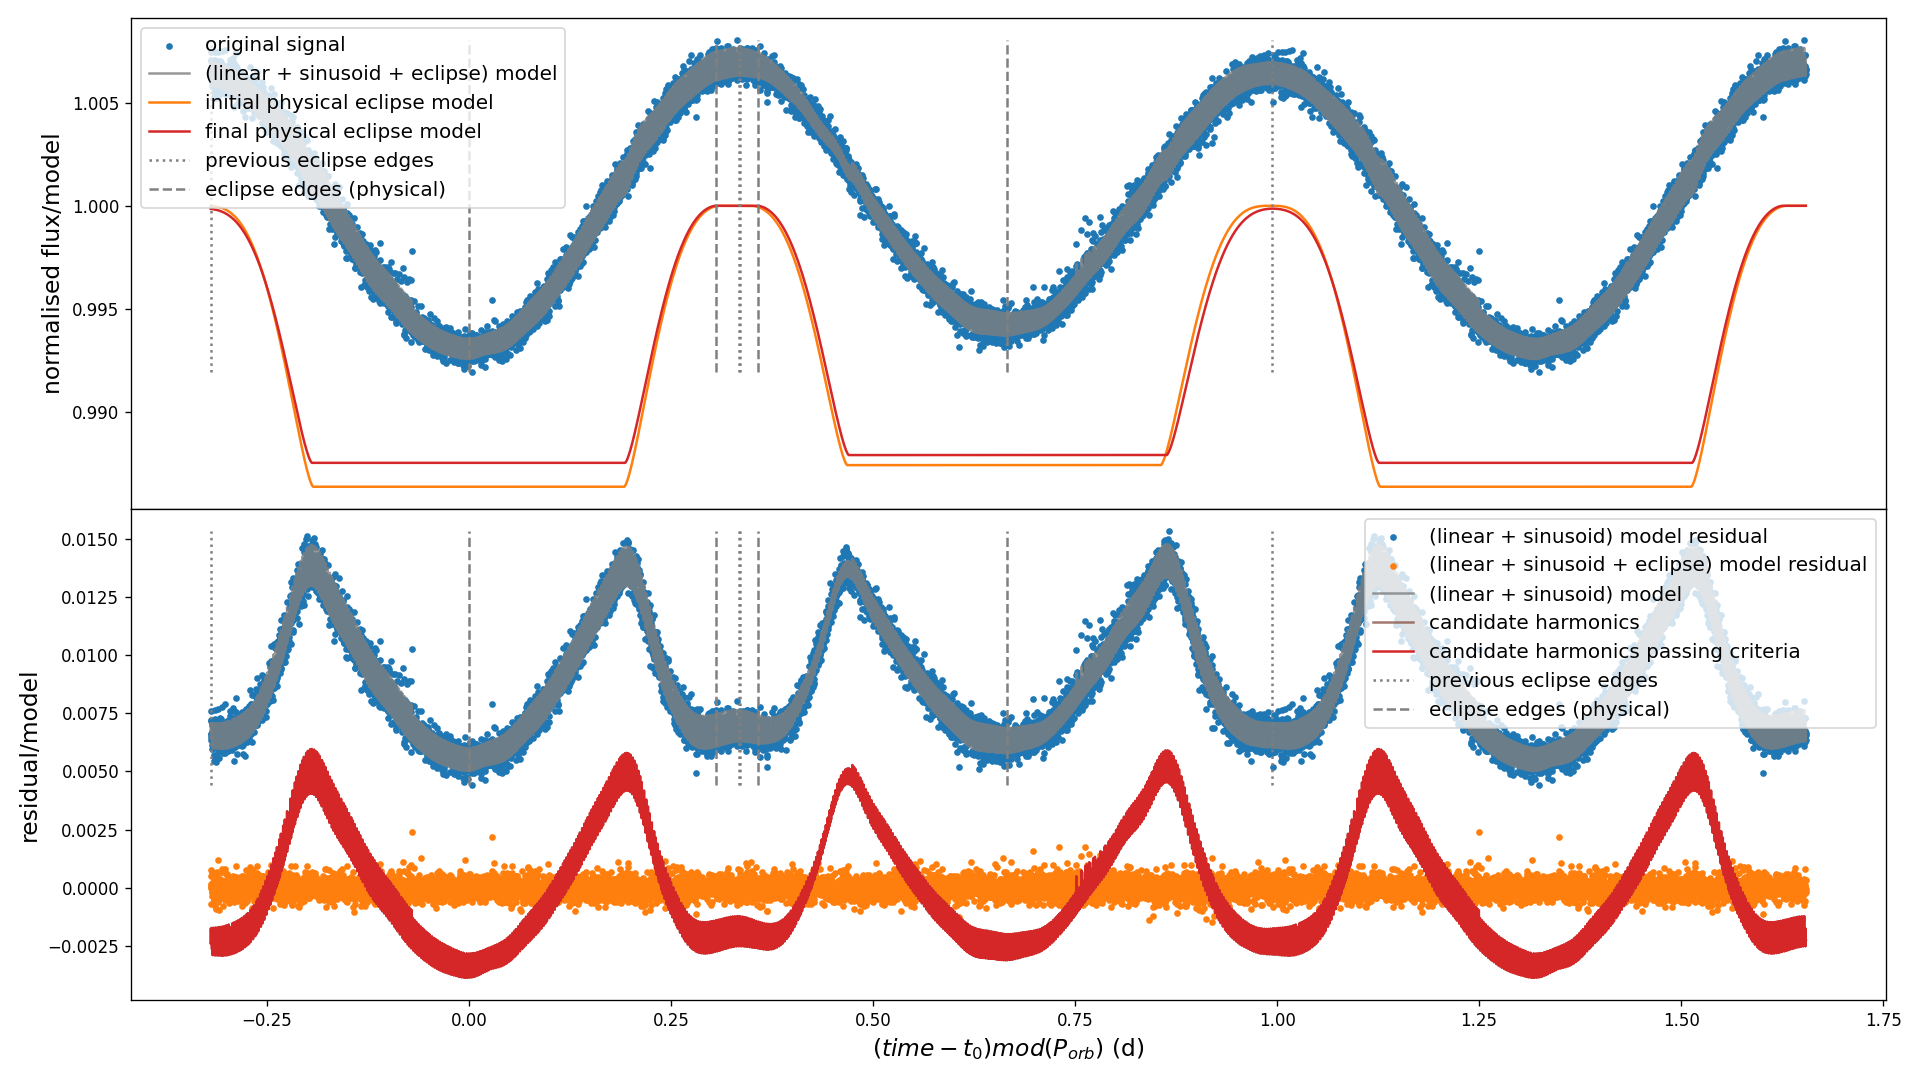 original signal
(linear + sinusoid + eclipse) model
initial physical eclipse model
final physical eclipse model
previous eclipse edges
eclipse edges (physical)
normalised flux/model
1.005
1.000
0.995
0.990
(linear + sinusoid) model residual
(linear + sinusoid + eclipse) model residual
(linear + sinusoid) model
candidate harmonics
candidate harmonics passing criteria
previous eclipse edges
eclipse edges (physical)
residual/model
0.0150
0.0125
0.0100
0.0075
0.0050
0.0025
0.0000
−0.0025
−0.25 0.00 0.25 0.50 0.75 1.00 1.25 1.50 1.75
(time − t₀)mod(P_orb) (d)